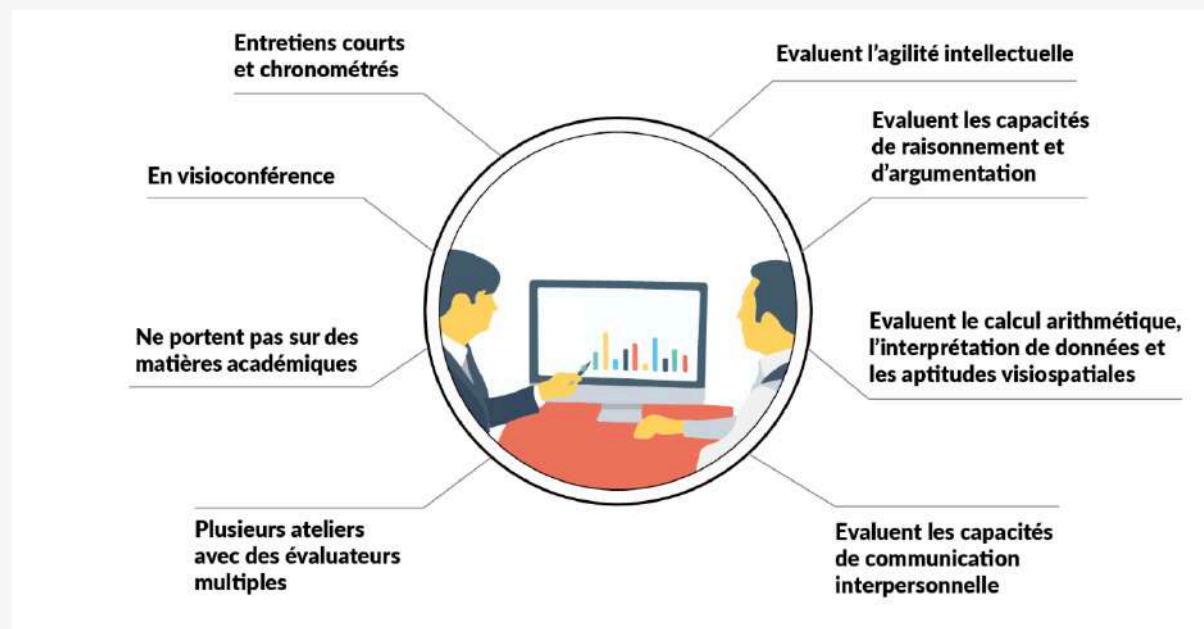 Entretiens courts
et chronométrés
En visioconférence
Ne portent pas sur des
matières académiques
Plusieurs ateliers
avec des évaluateurs
multiples
Evaluent l’agilité intellectuelle
Evaluent les capacités
de raisonnement et
d’argumentation
Evaluent le calcul arithmétique,
l’interprétation de données et
les aptitudes visiospatiales
Evaluent les capacités
de communication
interpersonnelle